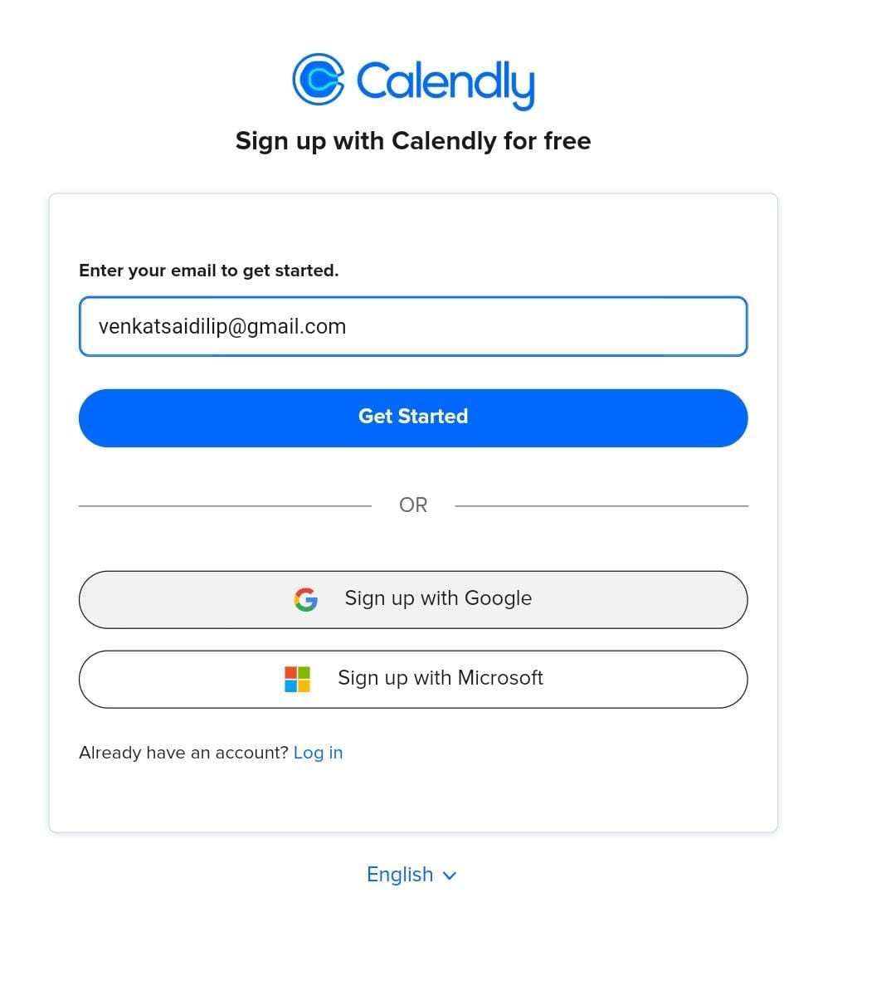 Calendly
Sign up with Calendly for free
Enter your email to get started.
venkatsaidilip@gmail.com
Get Started
OR
Sign up with Google
Sign up with Microsoft
Already have an account? Log in
English